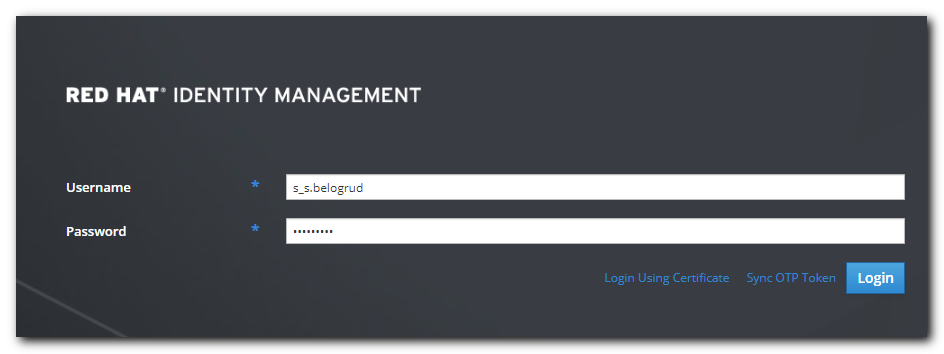 RED HAT® IDENTITY MANAGEMENT
Username * s_s.belogrud
Password * •••••••••
Login Using Certificate Sync OTP Token Login